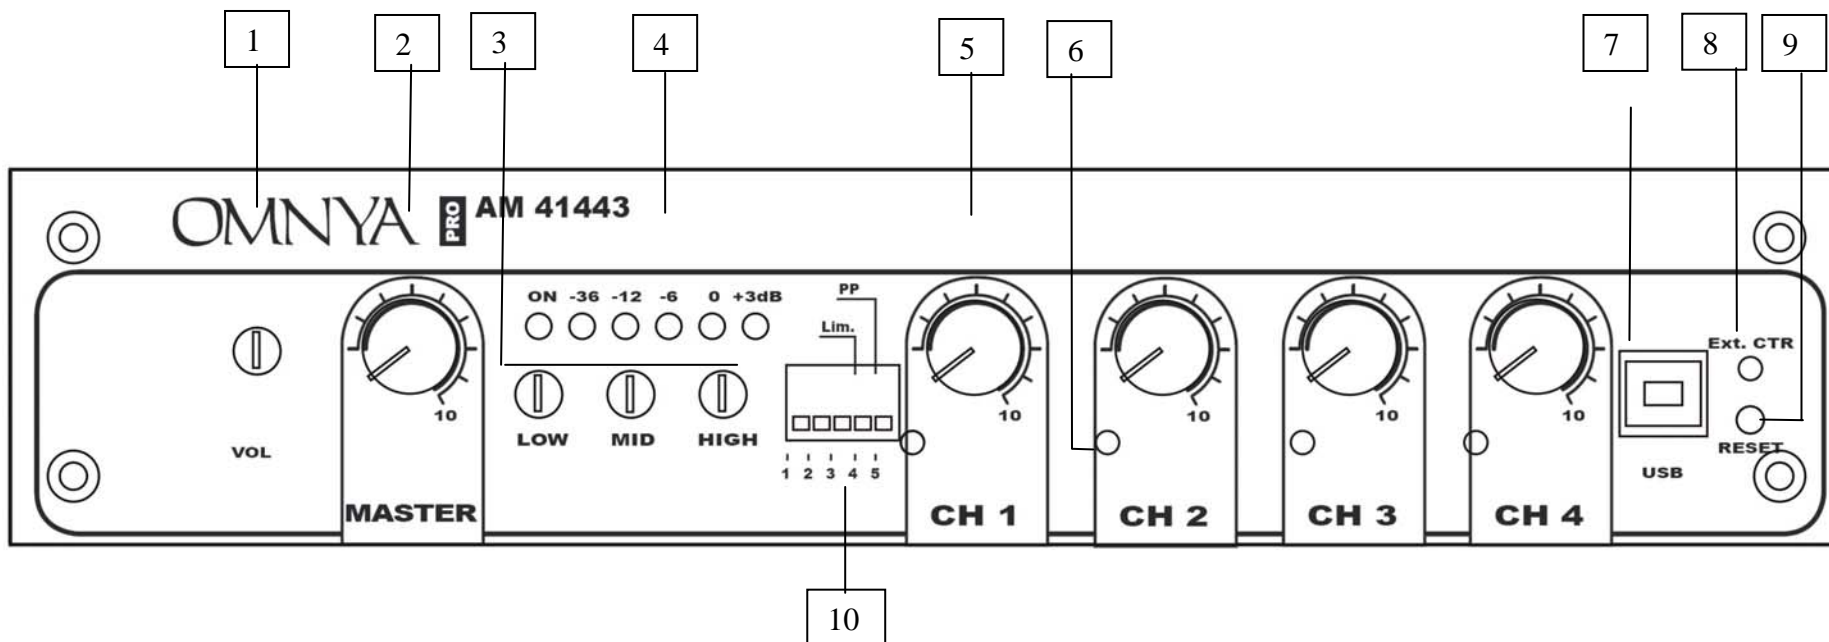 1 2 3 4 5 6 7 8 9
OMNYA PRO AM 41443
ON -36 -12 -6 0 +3dB
PP
Lim.
Ext. CTR
10 10 10 10 10
LOW MID HIGH
VOL
RESET
1 2 3 4 5
USB
MASTER CH 1 CH 2 CH 3 CH 4
10